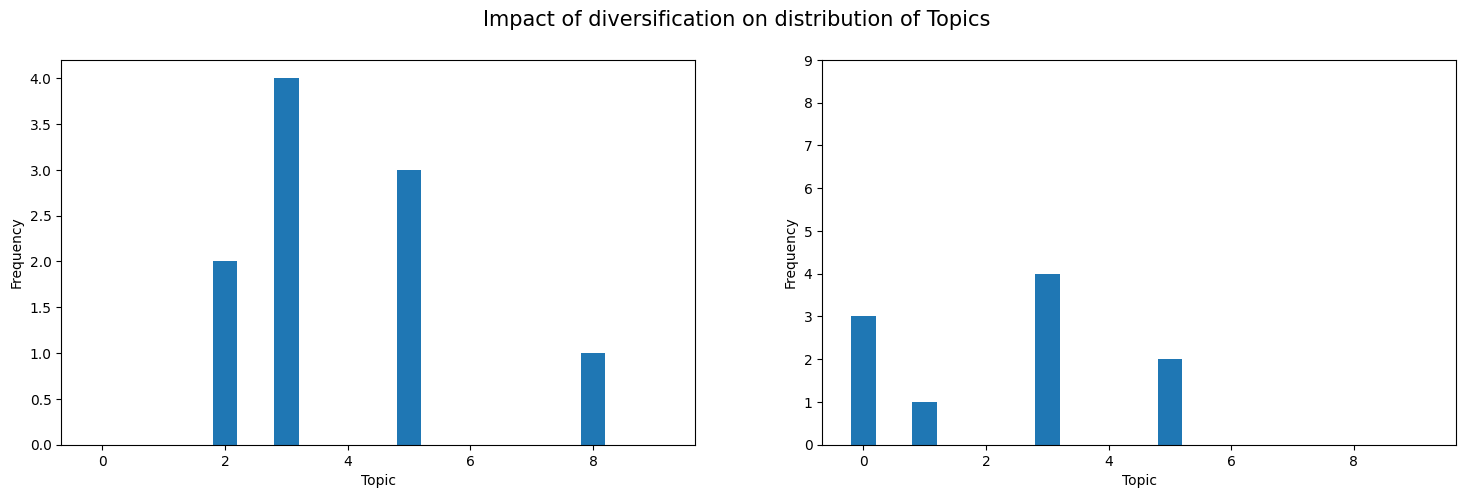 Impact of diversification on distribution of Topics
Frequency
4.0
3.5
3.0
2.5
2.0
1.5
1.0
0.5
0.0
0 2 4 6 8
Topic
Frequency
9
8
7
6
5
4
3
2
1
0
0 2 4 6 8
Topic